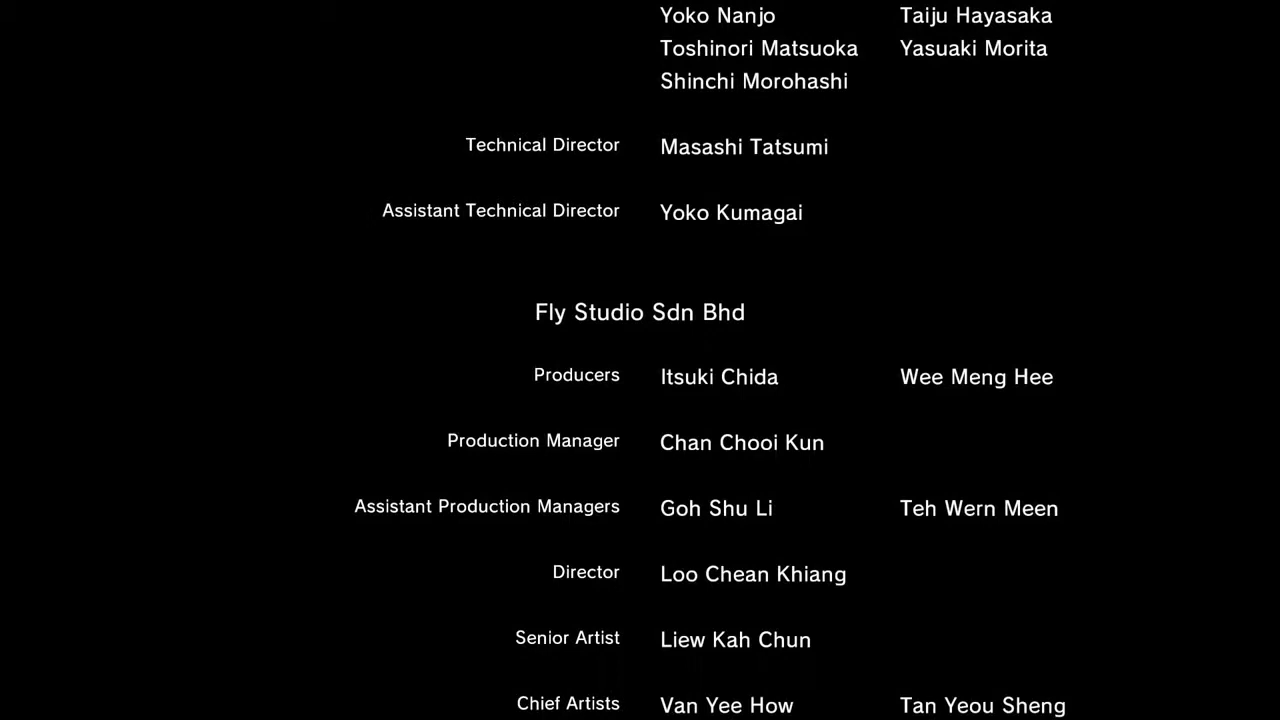 Yoko Nanjo Taiju Hayasaka
Toshinori Matsuoka Yasuaki Morita
Shinchi Morohashi
Technical Director Masashi Tatsumi
Assistant Technical Director Yoko Kumagai
Fly Studio Sdn Bhd
Producers Itsuki Chida Wee Meng Hee
Production Manager Chan Chooi Kun
Assistant Production Managers Goh Shu Li Teh Wern Meen
Director Loo Chean Khiang
Senior Artist Liew Kah Chun
Chief Artists Van Yee How Tan Yeou Sheng